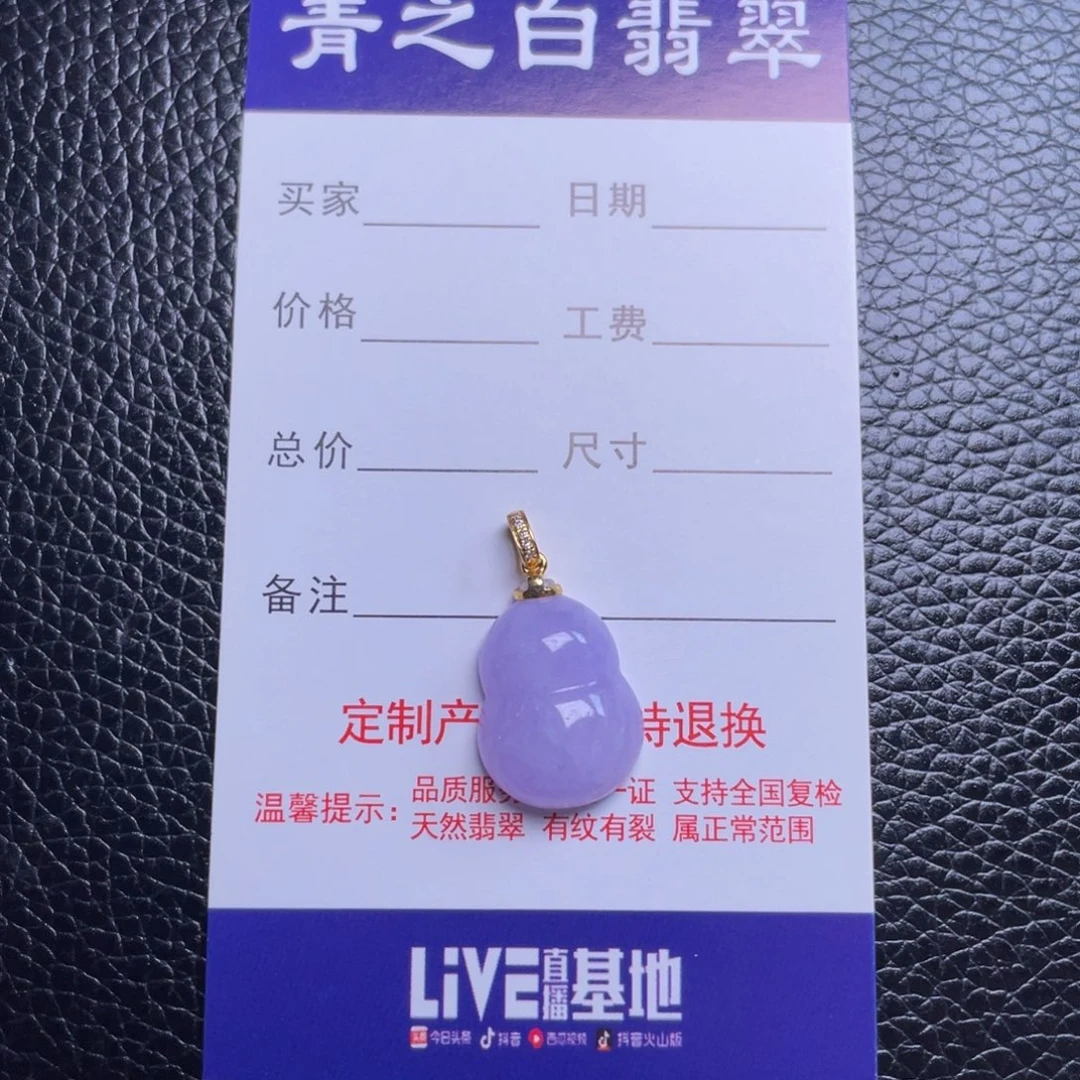 青之白翡翠
买家 日期
价格 工费
总价 尺寸
备注
定制产 持退换
温馨提示：
品质服 一证 支持全国复检
天然翡翠 有纹有裂 属正常范围
LiVE直播基地
头条 今日头条 抖音 西瓜视频 抖音火山版